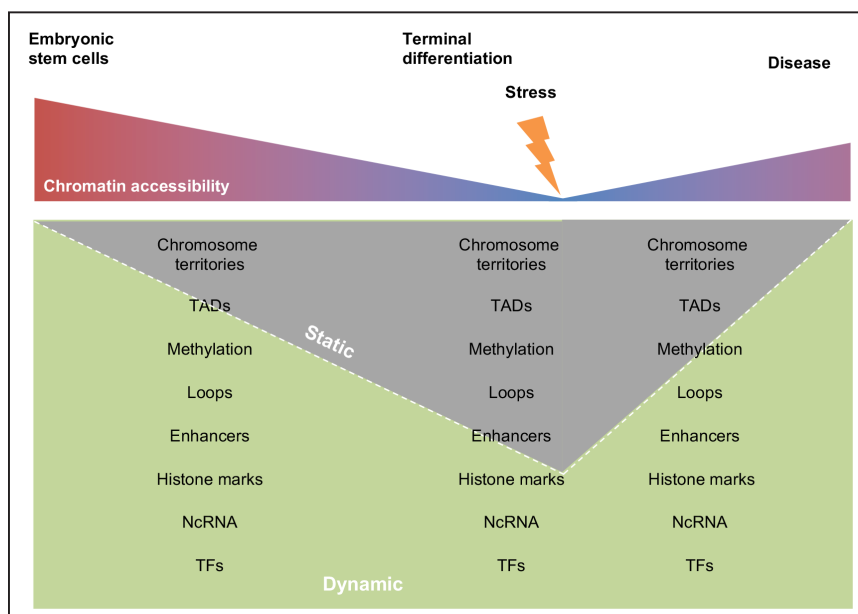 Embryonic
stem cells
Terminal
differentiation
Disease
Stress
Chromatin accessibility
Chromosome
territories
TADs
Methylation
Loops
Enhancers
Histone marks
NcRNA
TFs
Static
Chromosome
territories
TADs
Methylation
Loops
Enhancers
Histone marks
NcRNA
TFs
Chromosome
territories
TADs
Methylation
Loops
Enhancers
Histone marks
NcRNA
TFs
Dynamic